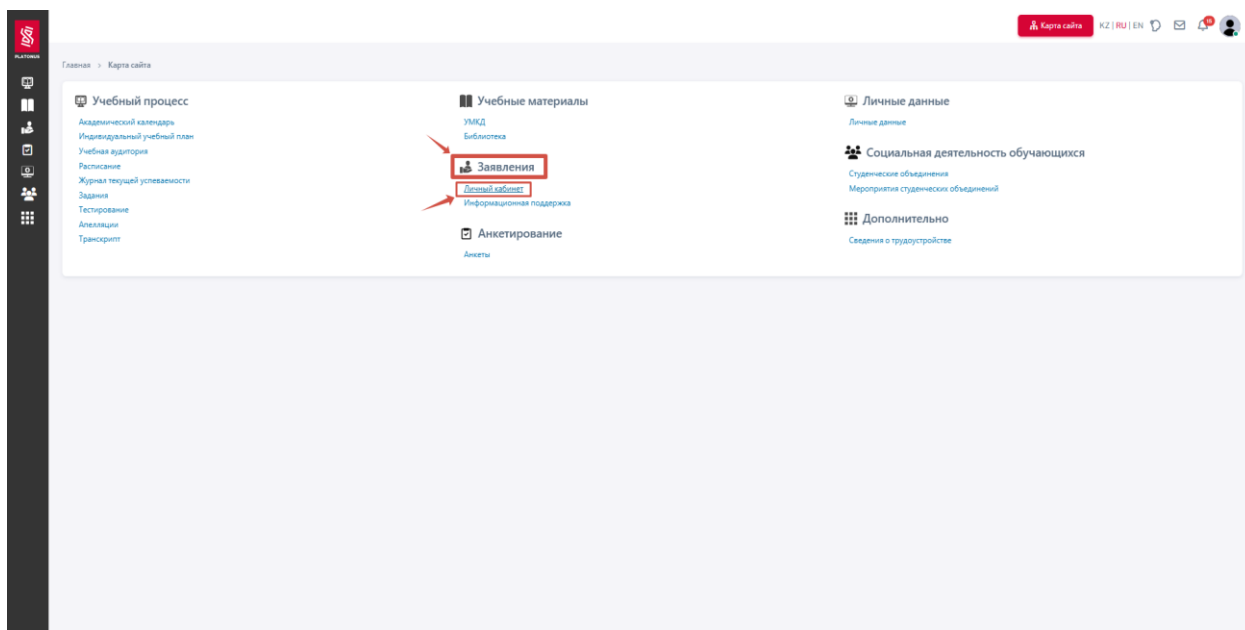 PLATONUS
Карта сайта
KZ | RU | EN
Главная > Карта сайта
Учебный процесс
Академический календарь
Индивидуальный учебный план
Учебная аудитория
Расписание
Журнал текущей успеваемости
Задания
Тестирование
Апелляции
Транскрипт
Учебные материалы
УМКД
Библиотека
Заявления
Личный кабинет
Информационная поддержка
Анкетирование
Анкеты
Личные данные
Личные данные
Социальная деятельность обучающихся
Студенческие объединения
Мероприятия студенческих объединений
Дополнительно
Сведения о трудоустройстве